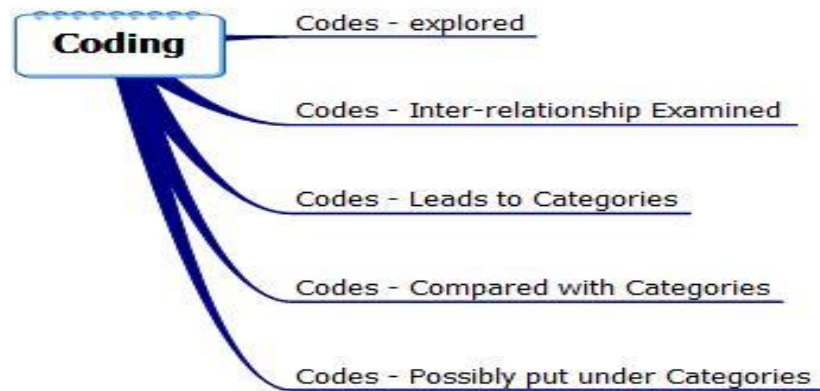 Coding
Codes - explored
Codes - Inter-relationship Examined
Codes - Leads to Categories
Codes - Compared with Categories
Codes - Possibly put under Categories